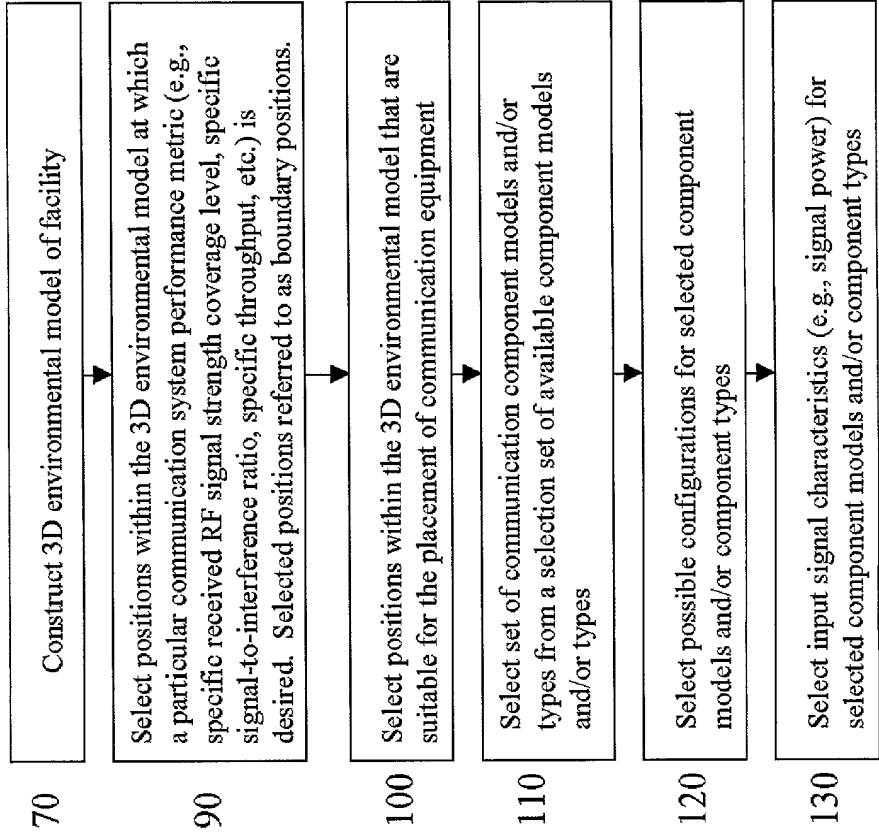 70
Construct 3D environmental model of facility
90
Select positions within the 3D environment model at which
a particular communication system performance metric (e.g.,
specific received RF signal strength coverage level, specific
signal-to-interference ratio, specific throughput, etc.) is
desired. Selected positions referred to as boundary positions.
100
Select positions within the 3D environmental model that are
suitable for the placement of communication equipment
110
Select set of communication component models and/or
types from a selection set of available component models
and/or types
120
Select possible configurations for selected component
models and/or component types
130
Select input signal characteristics (e.g., signal power) for
selected component models and/or component types